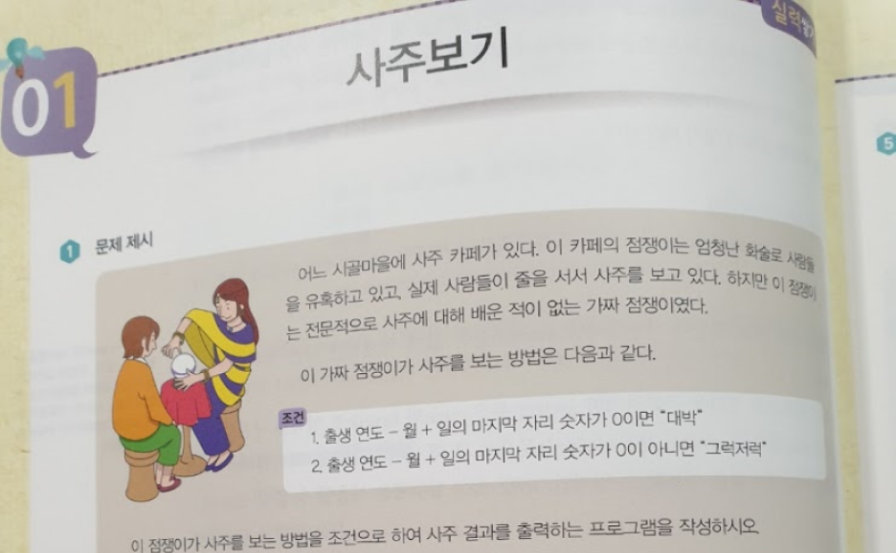 실력쌓기
01
사주보기
5
1 문제 제시
어느 시골마을에 사주 카페가 있다. 이 카페의 점쟁이는 엄청난 화술로 사람들
을 유혹하고 있고, 실제 사람들이 줄을 서서 사주를 보고 있다. 하지만 이 점쟁이
는 전문적으로 사주에 대해 배운 적이 없는 가짜 점쟁이였다.
이 가짜 점쟁이가 사주를 보는 방법은 다음과 같다.
조건
1. 출생 연도 - 월 + 일의 마지막 자리 숫자가 0이면 "대박"
2. 출생 연도 - 월 + 일의 마지막 자리 숫자가 0이 아니면 "그럭저럭"
이 점쟁이가 사주를 보는 방법을 조건으로 하여 사주 결과를 출력하는 프로그램을 작성하시오.